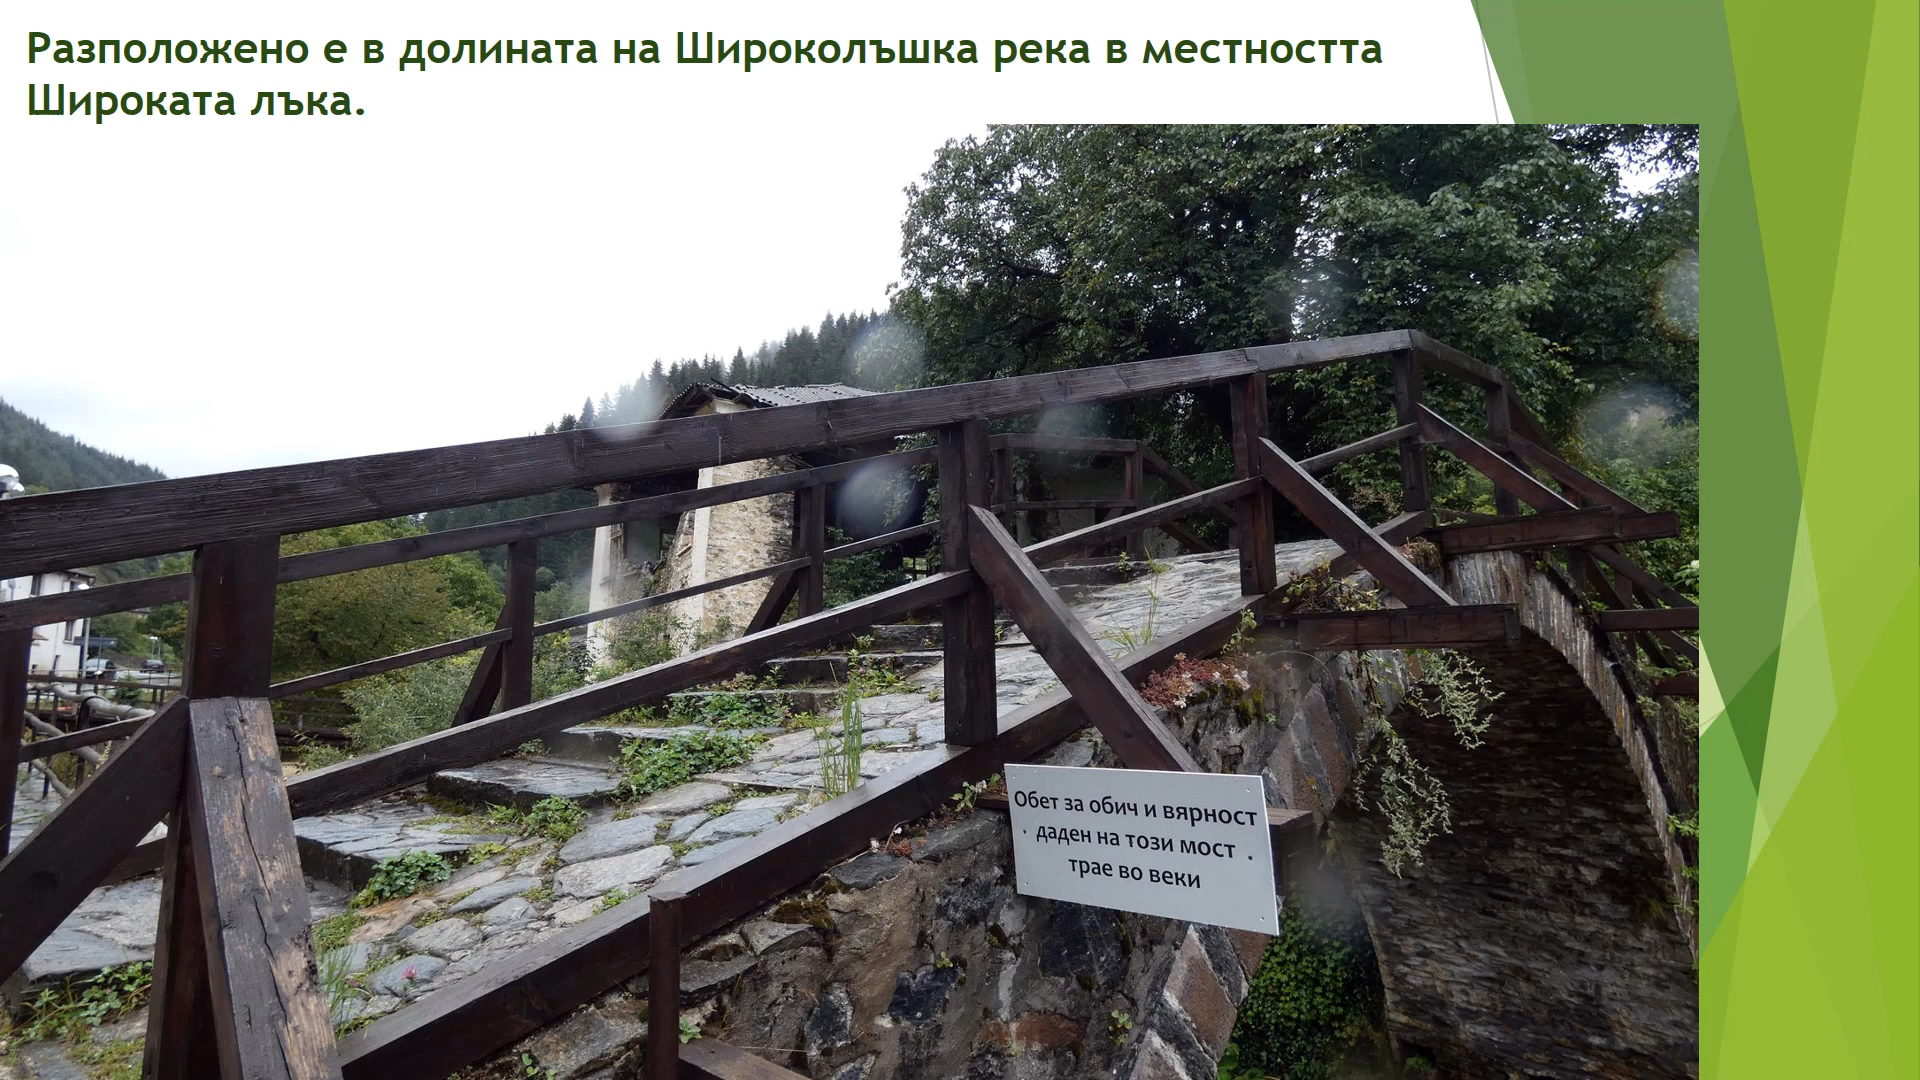 Разположено е в долината на Широколъшка река в местността
Широката лъка.
Обет за обич и вярност
даден на този мост .
трае во веки